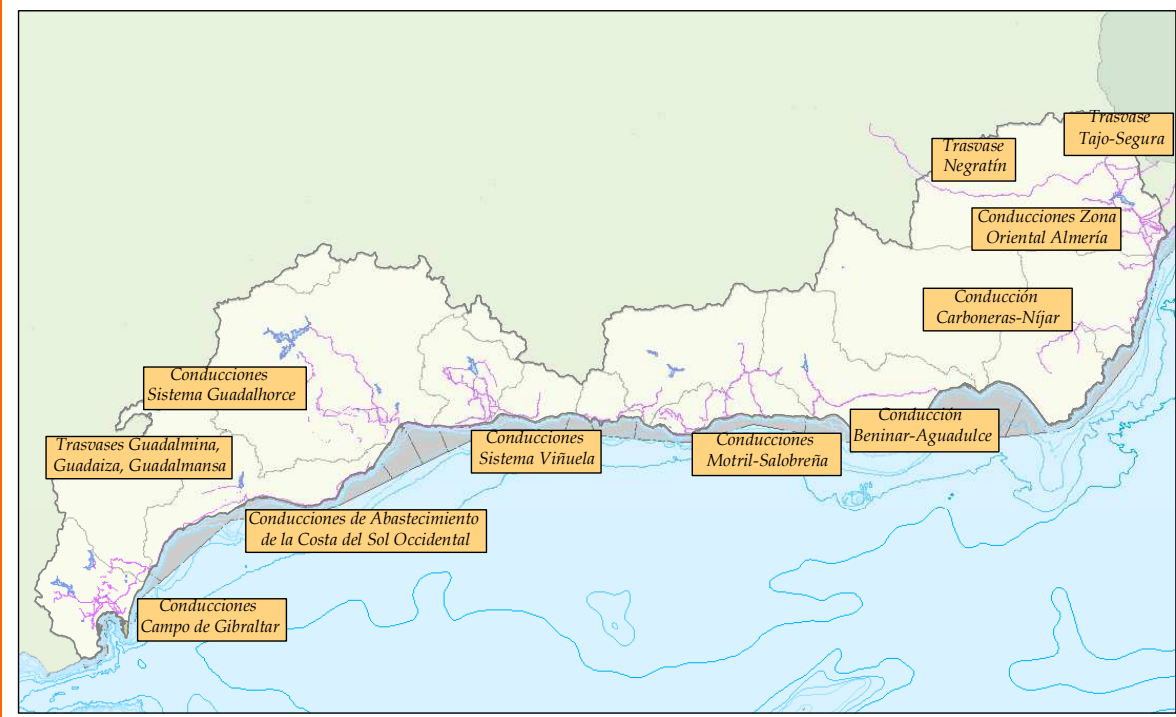 Trasvase
Tajo-Segura
Trasvase
Negratín
Conducciones Zona
Oriental Almería
Conducción
Carboneras-Níjar
Conducciones
Sistema Guadalhorce
Conducción
Beninar-Aguadulce
Conducciones
Sistema Viñuela
Conducciones
Motril-Salobreña
Trasvases Guadalmina,
Guadaiza, Guadalmansa
Conducciones de Abastecimiento
de la Costa del Sol Occidental
Conducciones
Campo de Gibraltar